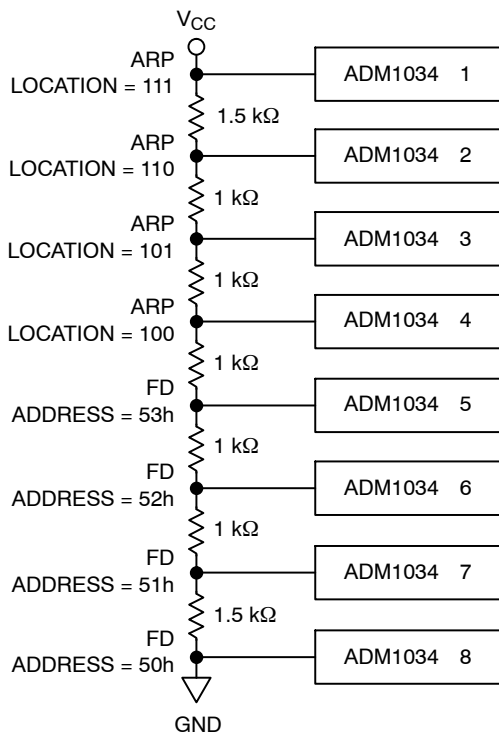 V_CC
ARP
LOCATION = 111
ADM1034 1
1.5 kΩ
ARP
LOCATION = 110
ADM1034 2
1 kΩ
ARP
LOCATION = 101
ADM1034 3
1 kΩ
ARP
LOCATION = 100
ADM1034 4
1 kΩ
FD
ADDRESS = 53h
ADM1034 5
1 kΩ
FD
ADDRESS = 52h
ADM1034 6
1 kΩ
FD
ADDRESS = 51h
ADM1034 7
1.5 kΩ
FD
ADDRESS = 50h
ADM1034 8
GND